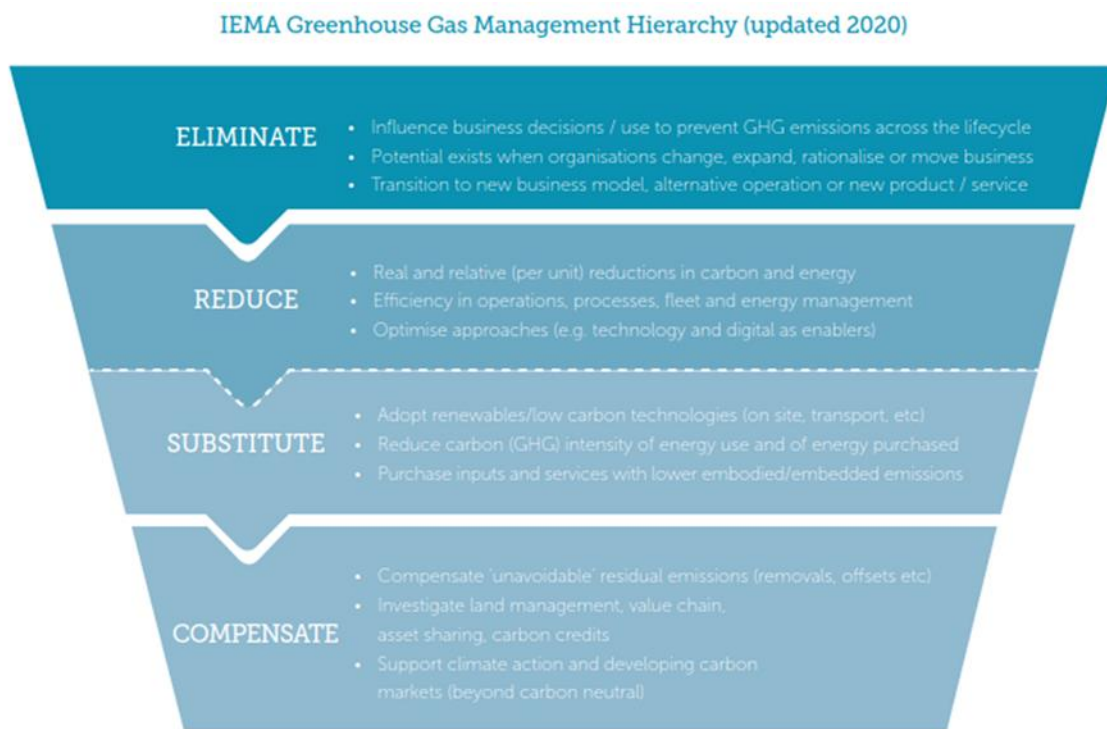 IEMA Greenhouse Gas Management Hierarchy (updated 2020)
ELIMINATE
• Influence business decisions / use to prevent GHG emissions across the lifecycle
• Potential exists when organisations change, expand, rationalise or move business
• Transition to new business model, alternative operation or new product / service
REDUCE
• Real and relative (per unit) reductions in carbon and energy
• Efficiency in operations, processes, fleet and energy management
• Optimise approaches (e.g. technology and digital as enablers)
SUBSTITUTE
• Adopt renewables/low carbon technologies (on site, transport, etc)
• Reduce carbon (GHG) intensity of energy use and of energy purchased
• Purchase inputs and services with lower embodied/embedded emissions
COMPENSATE
• Compensate 'unavoidable' residual emissions (removals, offsets etc)
• Investigate land management, value chain,
asset sharing, carbon credits
• Support climate action and developing carbon
markets (beyond carbon neutral)